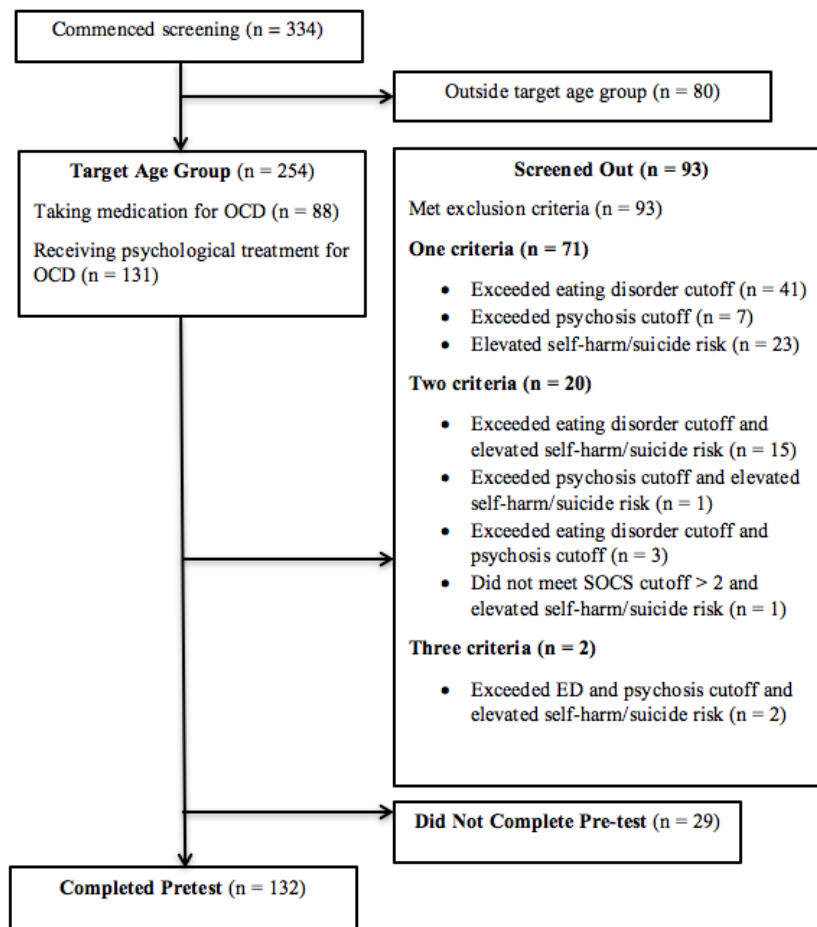 Commenced screening (n = 334)
Outside target age group (n = 80)
Target Age Group (n = 254)
Taking medication for OCD (n = 88)
Receiving psychological treatment for
OCD (n = 131)
Screened Out (n = 93)
Met exclusion criteria (n = 93)
One criteria (n = 71)
• Exceeded eating disorder cutoff (n = 41)
• Exceeded psychosis cutoff (n = 7)
• Elevated self-harm/suicide risk (n = 23)
Two criteria (n = 20)
• Exceeded eating disorder cutoff and
elevated self-harm/suicide risk (n = 15)
• Exceeded psychosis cutoff and elevated
self-harm/suicide risk (n = 1)
• Exceeded eating disorder cutoff and
psychosis cutoff (n = 3)
• Did not meet SOCS cutoff > 2 and
elevated self-harm/suicide risk (n = 1)
Three criteria (n = 2)
• Exceeded ED and psychosis cutoff and
elevated self-harm/suicide risk (n = 2)
Did Not Complete Pre-test (n = 29)
Completed Pretest (n = 132)